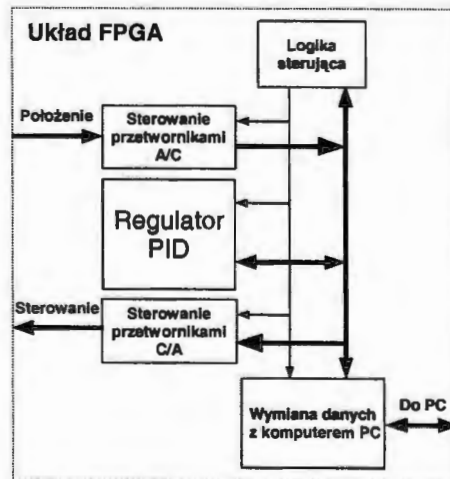 Układ FPGA
Logika
sterująca
Położenie
Sterowanie
przetwornikami
A/C
Regulator
PID
Sterowanie
Sterowanie
przetwornikami
C/A
Wymiana danych
z komputerem PC
Do PC